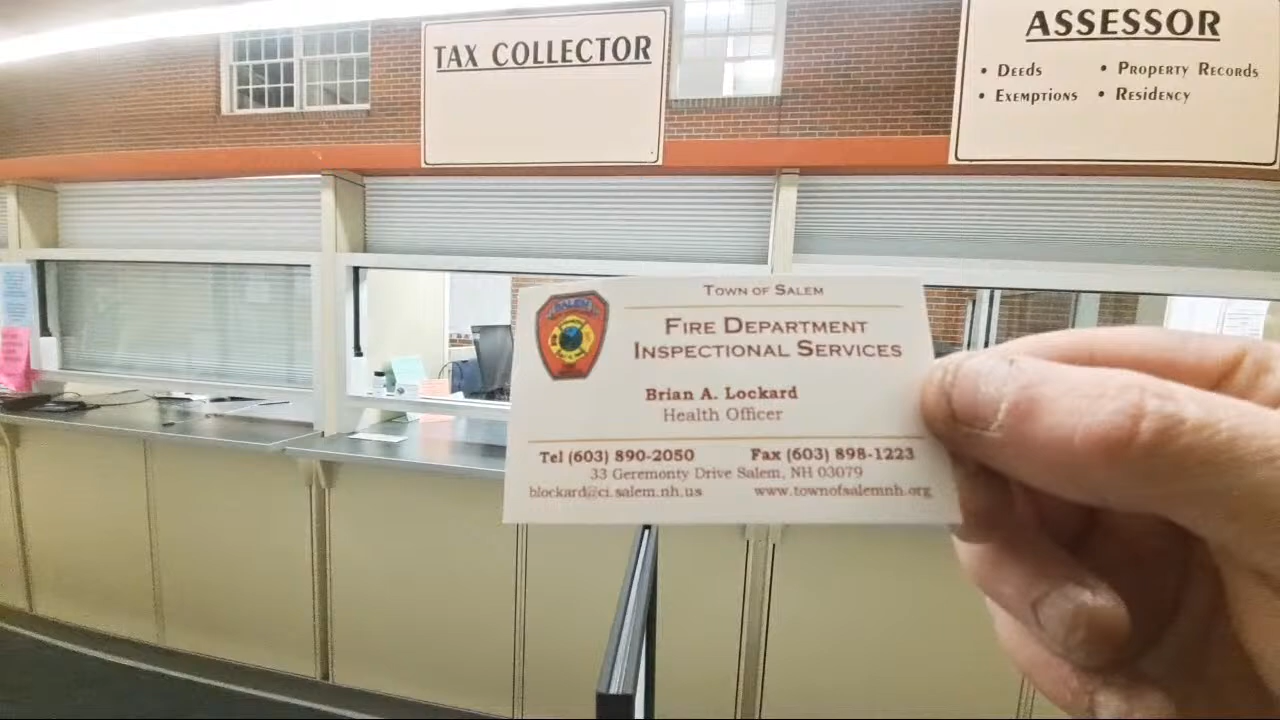 TAX COLLECTOR
ASSESSOR
• DEEDS • PROPERTY RECORDS
• EXEMPTIONS • RESIDENCY
TOWN OF SALEM
FIRE DEPARTMENT
INSPECTIONAL SERVICES
SALEM
Brian A. Lockard
Health Officer
Tel (603) 890-2050 Fax (603) 898-1223
33 Geremonty Drive Salem, NH 03079
blockard@ci.salem.nh.us www.townofsalemnh.org